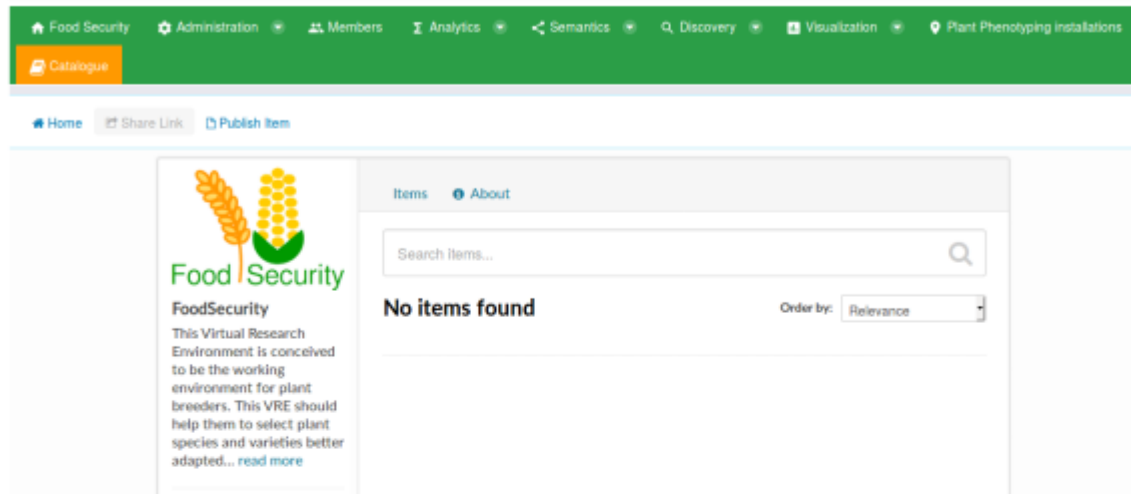 Food Security Administration Members Analytics Semantics Discovery Visualization Plant Phenotyping installations
Catalogue
Home Share Link Publish Item
Food Security
FoodSecurity
This Virtual Research
Environment is conceived
to be the working
environment for plant
breeders. This VRE should
help them to select plant
species and varieties better
adapted... read more
Items About
Search items...
No items found
Order by: Relevance